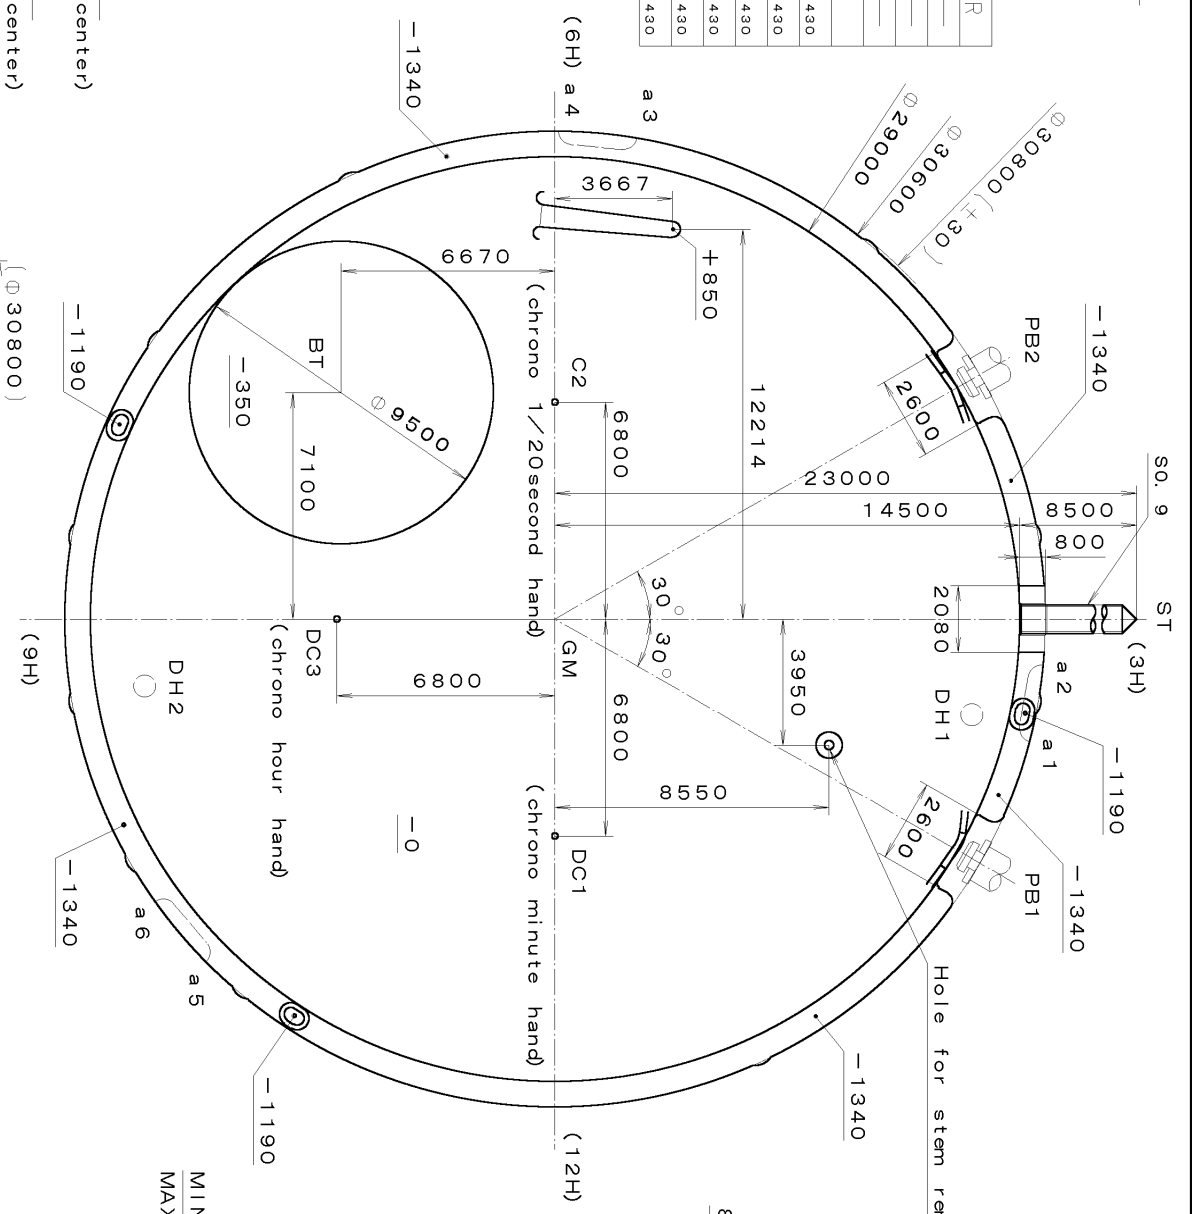 R
430
430
430
430
430
430
center)
center)
(6H)
a4
a3
−1340
ϕ29000
ϕ30600
ϕ30800(±30)
3667
+850
6670
12214
(chrono 1/20second hand)
C2
6800
PB2
−1340
2600
23000
14500
8500
800
so. 9
ST
(3H)
2080
30°
30°
GM
BT
−350
ϕ9500
7100
−1190
(ϕ30800)
(9H)
DC3
(chrono hour hand)
6800
6800
DH2
3950
8550
DH1
a2
a1
−1190
2600
PB1
−1340
−0
DC1
(chrono minute hand)
−1340
a6
a5
−1190
−1340
Hole for stem
(12H)
MIN
MAX